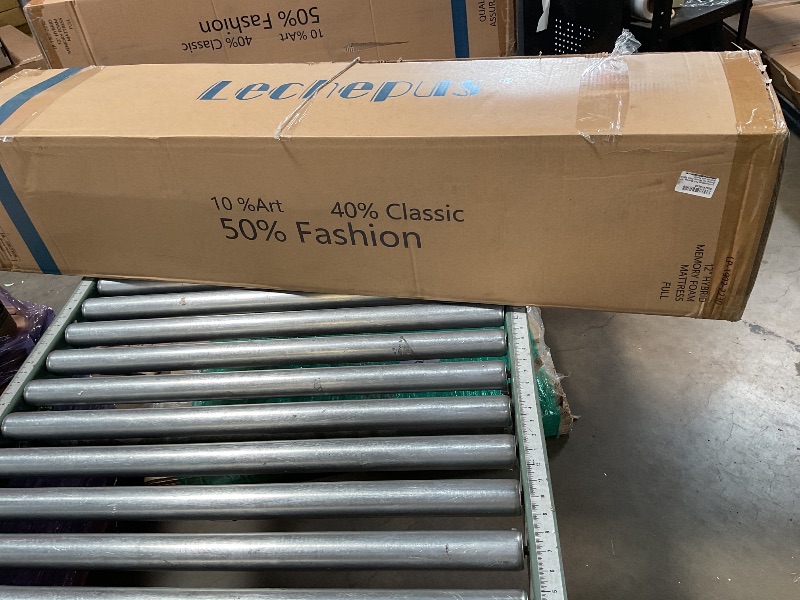 50% Fashion
40% Classic
10 %Art
Lechepus
10 %Art 40% Classic
50% Fashion
12" HYBRID
MEMORY FOAM
MATTRESS
FULL